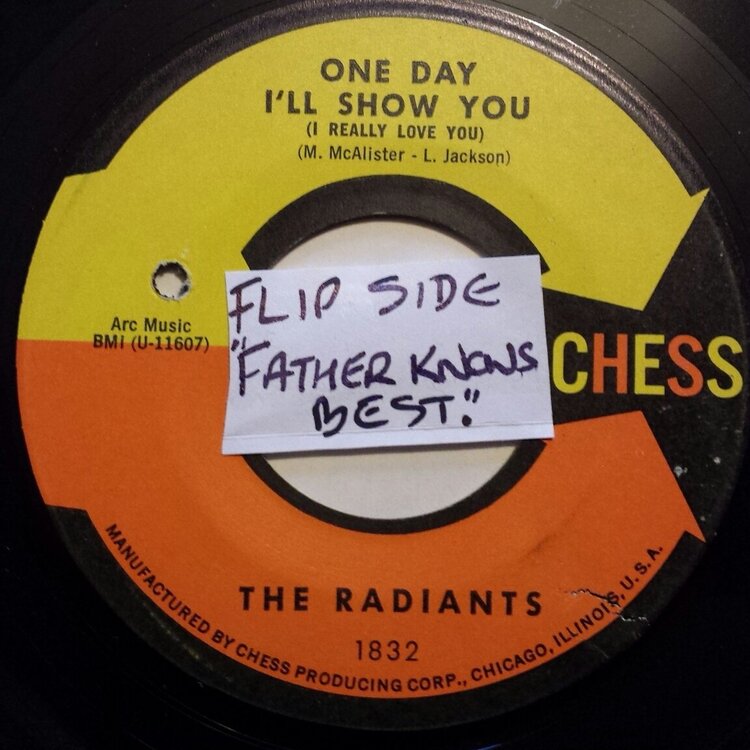 ONE DAY
I'LL SHOW YOU
(I REALLY LOVE YOU)
(M. McAlister - L. Jackson)
Arc Music
BMI (U-11607)
FLIP SIDE
"FATHER KNOWS
BEST."
CHESS
THE RADIANTS
1832
MANUFACTURED BY CHESS PRODUCING CORP., CHICAGO, ILLINOIS, U.S.A.